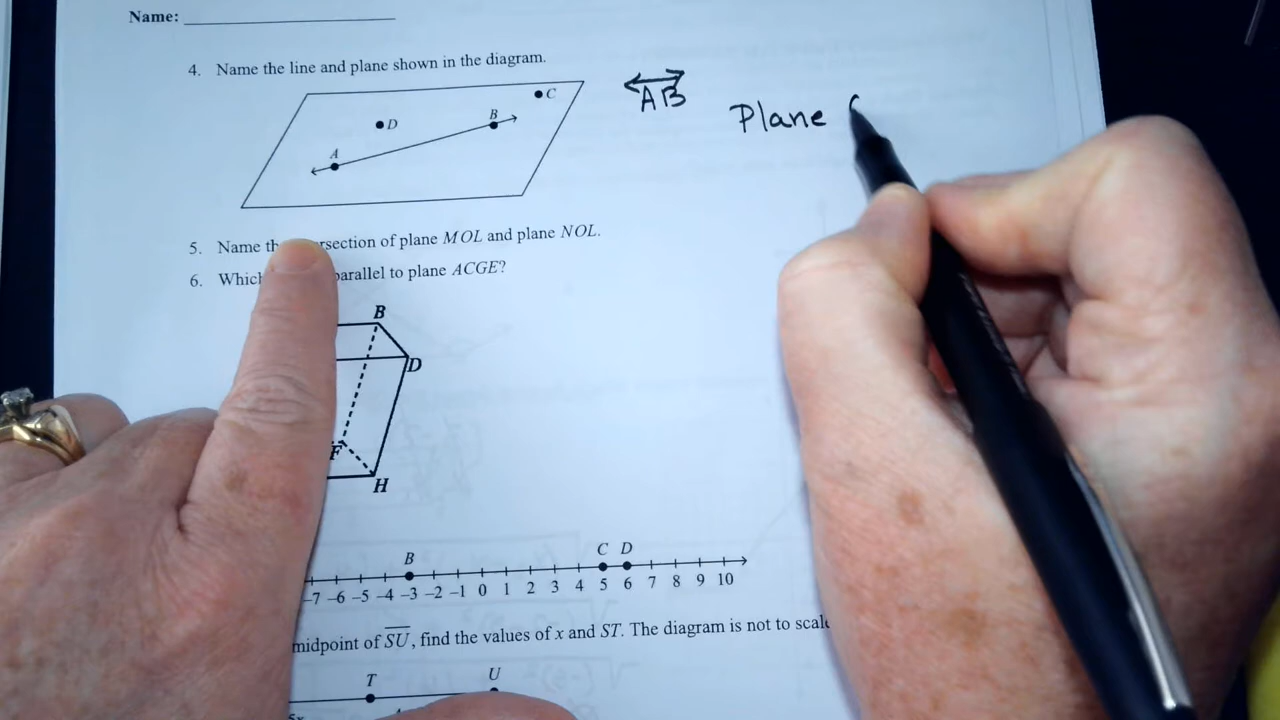 Name:
4. Name the line and plane shown in the diagram.
C
AB
B
D
Plane
A
5. Name th rsection of plane MOL and plane NOL.
6. Which arallel to plane ACGE?
B
D
F
H
B C D
-7 -6 -5 -4 -3 -2 -1 0 1 2 3 4 5 6 7 8 9 10
midpoint of SU, find the values of x and ST. The diagram is not to scale
T U
5x